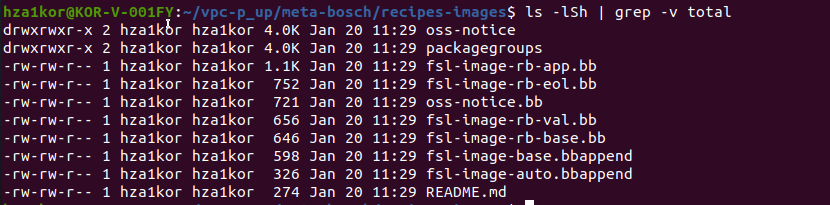 hza1kor@KOR-V-001FY:~/vpc-p_up/meta-bosch/recipes-images$ ls -lSh | grep -v total
drwxrwxr-x 2 hza1kor hza1kor 4.0K Jan 20 11:29 oss-notice
drwxrwxr-x 2 hza1kor hza1kor 4.0K Jan 20 11:29 packagegroups
-rw-rw-r-- 1 hza1kor hza1kor 1.1K Jan 20 11:29 fsl-image-rb-app.bb
-rw-rw-r-- 1 hza1kor hza1kor  752 Jan 20 11:29 fsl-image-rb-eol.bb
-rw-rw-r-- 1 hza1kor hza1kor  721 Jan 20 11:29 oss-notice.bb
-rw-rw-r-- 1 hza1kor hza1kor  656 Jan 20 11:29 fsl-image-rb-val.bb
-rw-rw-r-- 1 hza1kor hza1kor  646 Jan 20 11:29 fsl-image-rb-base.bb
-rw-rw-r-- 1 hza1kor hza1kor  598 Jan 20 11:29 fsl-image-base.bbappend
-rw-rw-r-- 1 hza1kor hza1kor  326 Jan 20 11:29 fsl-image-auto.bbappend
-rw-rw-r-- 1 hza1kor hza1kor  274 Jan 20 11:29 README.md